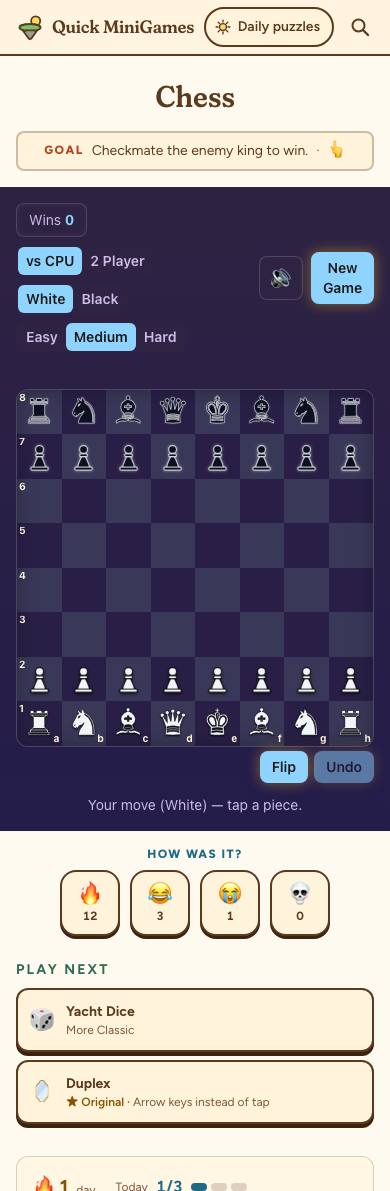 Quick MiniGames
Daily puzzles
Chess
GOAL Checkmate the enemy king to win. ·
Wins 0
vs CPU 2 Player
White Black
Easy Medium Hard
New
Game
8
7
6
5
4
3
2
1
a b c d e f g h
Flip Undo
Your move (White) — tap a piece.
HOW WAS IT?
12 3 1 0
PLAY NEXT
Yacht Dice
More Classic
Duplex
★ Original · Arrow keys instead of tap
1 day Today 1/3